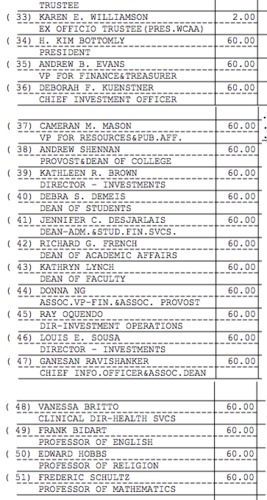 TRUSTEE
( 33) KAREN E. WILLIAMSON 2.00
EX OFFICIO TRUSTEE(PRES.WCAA)
( 34) H. KIM BOTTOMLY 60.00
PRESIDENT
( 35) ANDREW B. EVANS 60.00
VP FOR FINANCE&TREASURER
( 36) DEBORAH F. KUENSTNER 60.00
CHIEF INVESTMENT OFFICER
( 37) CAMERAN M. MASON 60.00
VP FOR RESOURCES&PUB.AFF.
( 38) ANDREW SHENNAN 60.00
PROVOST&DEAN OF COLLEGE
( 39) KATHLEEN R. BROWN 60.00
DIRECTOR - INVESTMENTS
( 40) DEBRA S. DEMEIS 60.00
DEAN OF STUDENTS
( 41) JENNIFER C. DESJARLAIS 60.00
DEAN-ADM.&STUD.FIN.SVCS.
( 42) RICHARD G. FRENCH 60.00
DEAN OF ACADEMIC AFFAIRS
( 43) KATHRYN LYNCH 60.00
DEAN OF FACULTY
( 44) DONNA NG 60.00
ASSOC.VP-FIN.&ASSOC. PROVOST
( 45) RAY OQUENDO 60.00
DIR-INVESTMENT OPERATIONS
( 46) LOUIS E. SOUSA 60.00
DIRECTOR - INVESTMENTS
( 47) GANESAN RAVISHANKER 60.00
CHIEF INFO.OFFICER&ASSOC.DEAN
( 48) VANESSA BRITTO 60.00
CLINICAL DIR-HEALTH SVCS
( 49) FRANK BIDART 60.00
PROFESSOR OF ENGLISH
( 50) EDWARD HOBBS 60.00
PROFESSOR OF RELIGION
( 51) FREDERIC SCHULTZ 60.00
PROFESSOR OF MATHEMATICS